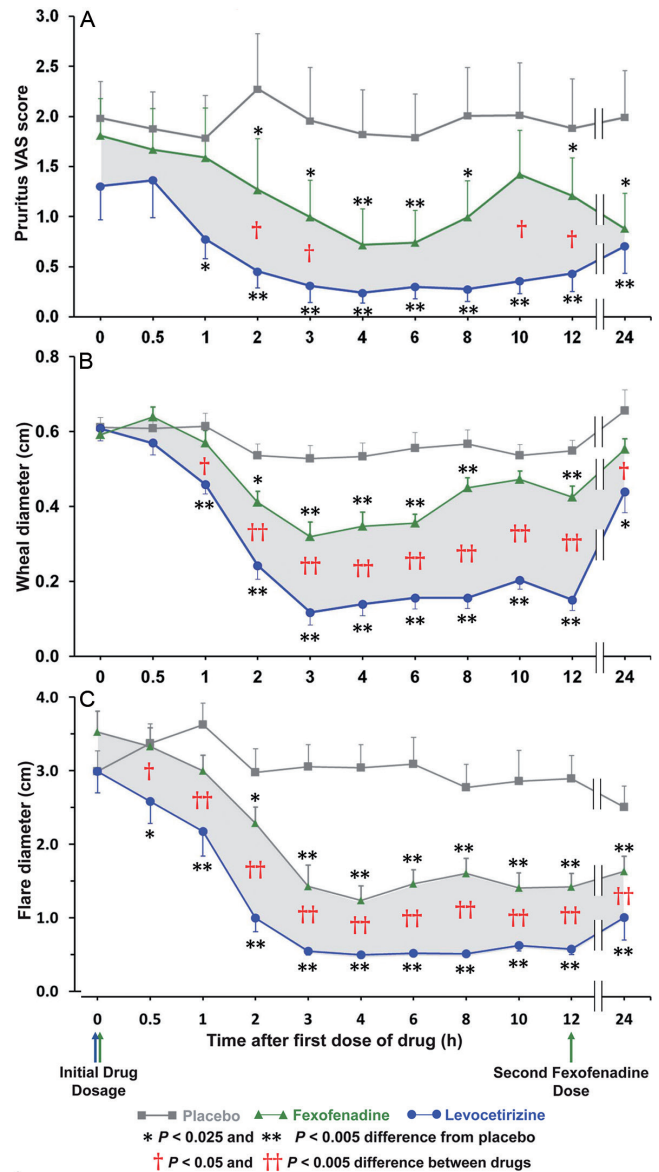 A
Pruritus VAS score
3.0
2.5
2.0
1.5
1.0
0.5
0.0
* * ** ** * * *
† † † †
* ** ** ** ** ** ** ** **
0 0.5 1 2 3 4 6 8 10 12 24
B
Wheal diameter (cm)
0.8
0.6
0.4
0.2
0.0
* ** ** ** ** **
† †† †† †† †† †† †† †† †
** ** ** ** ** ** ** ** *
0 0.5 1 2 3 4 6 8 10 12 24
C
Flare diameter (cm)
4.0
3.0
2.0
1.0
0.0
* ** ** ** ** ** ** **
† †† †† †† †† †† †† †† †† ††
* ** ** ** ** ** ** ** ** **
0 0.5 1 2 3 4 6 8 10 12 24
Time after first dose of drug (h)
Initial Drug
Dosage
Second Fexofenadine
Dose
Placebo Fexofenadine Levocetirizine
* P < 0.025 and ** P < 0.005 difference from placebo
† P < 0.05 and †† P < 0.005 difference between drugs